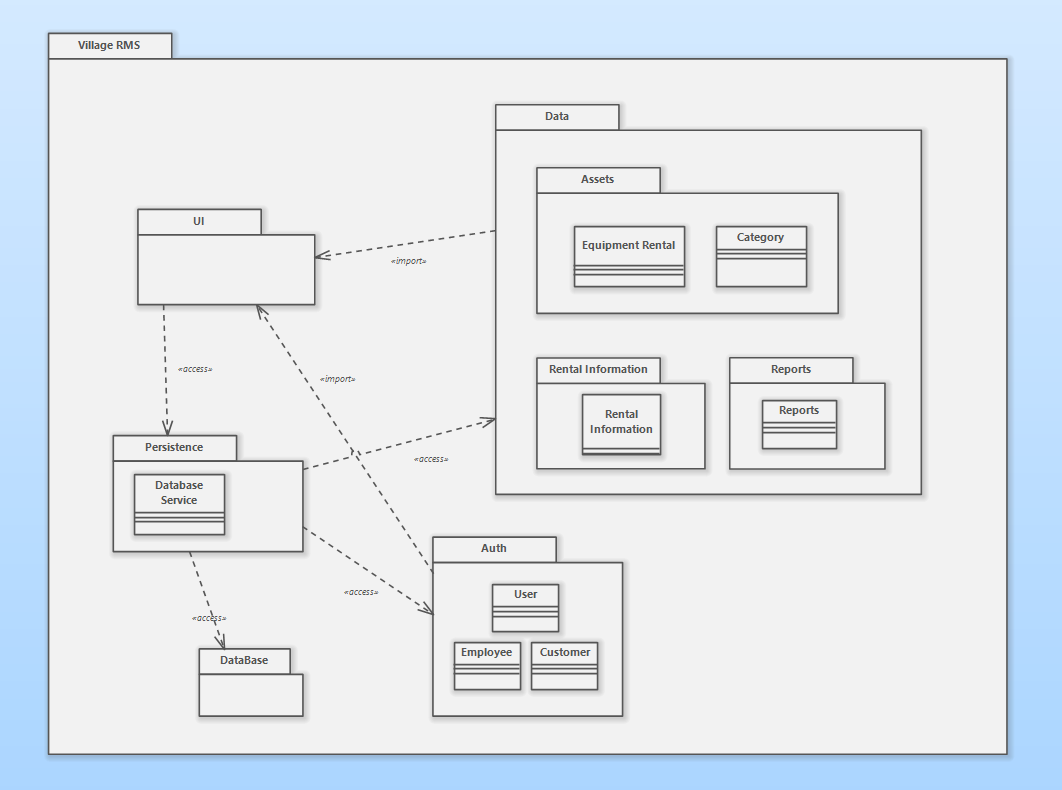 Village RMS
Data
Assets
Equipment Rental
Category
UI
«import»
Rental Information
Rental
Information
Reports
Reports
«access»
«import»
Persistence
Database
Service
«access»
Auth
User
Employee
Customer
«access»
«access»
DataBase